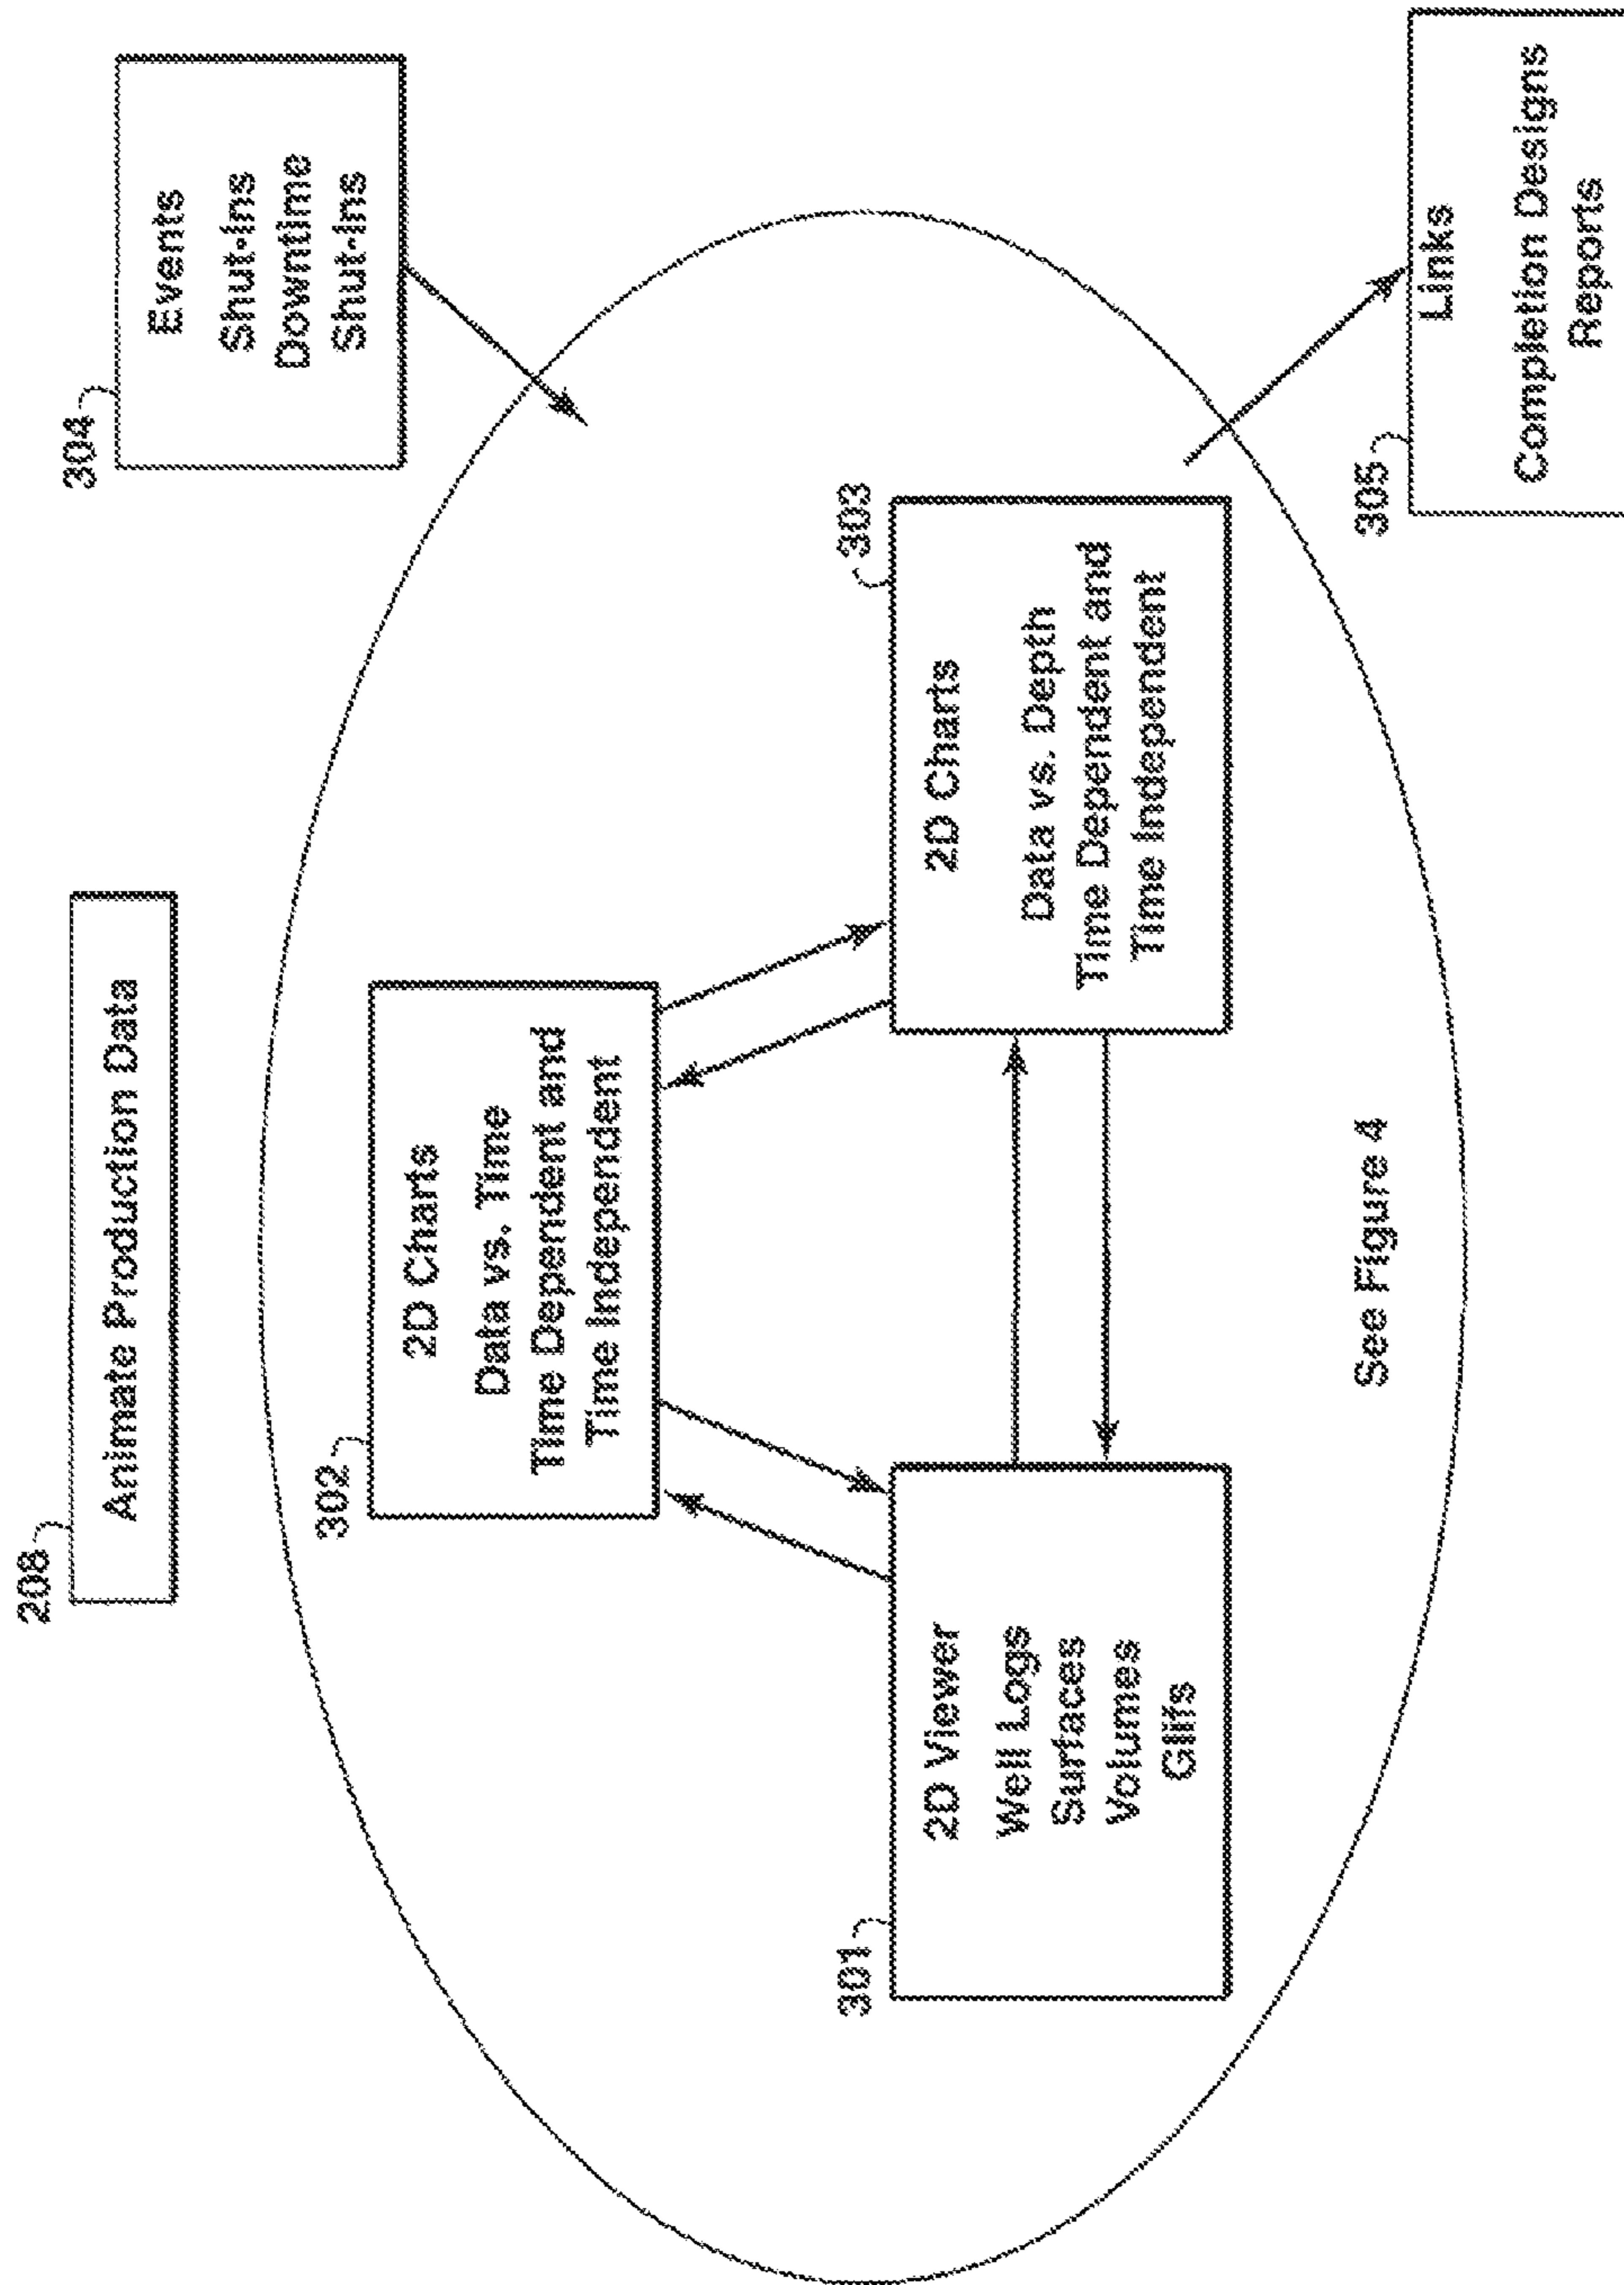 208
Animate Production Data
304
Events
Shut-Ins
Downtime
Shut-Ins
302
2D Charts
Data vs. Time
Time Dependent and
Time Independent
301
2D Viewer
Well Logs
Surfaces
Volumes
Glifs
303
2D Charts
Data vs. Depth
Time Dependent and
Time Independent
See Figure 4
305
Links
Completion Designs
Reports